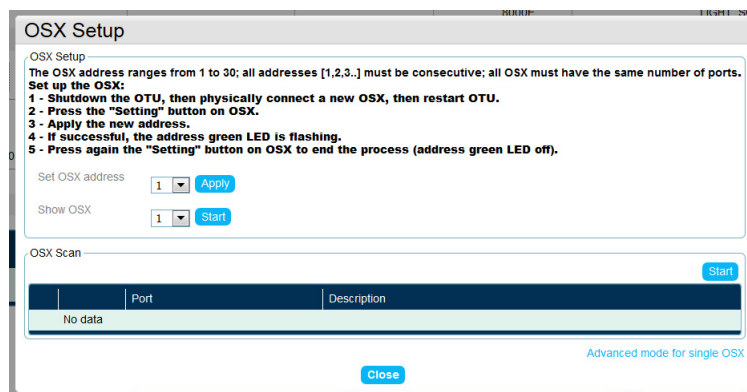 8000E
LIGHT
OSX Setup
OSX Setup
The OSX address ranges from 1 to 30; all addresses [1,2,3..] must be consecutive; all OSX must have the same number of ports.
Set up the OSX:
1 - Shutdown the OTU, then physically connect a new OSX, then restart OTU.
2 - Press the "Setting" button on OSX.
3 - Apply the new address.
4 - If successful, the address green LED is flashing.
5 - Press again the "Setting" button on OSX to end the process (address green LED off).
Set OSX address 1 Apply
Show OSX 1 Start
OSX Scan
Start
Port Description
No data
Advanced mode for single OSX
Close